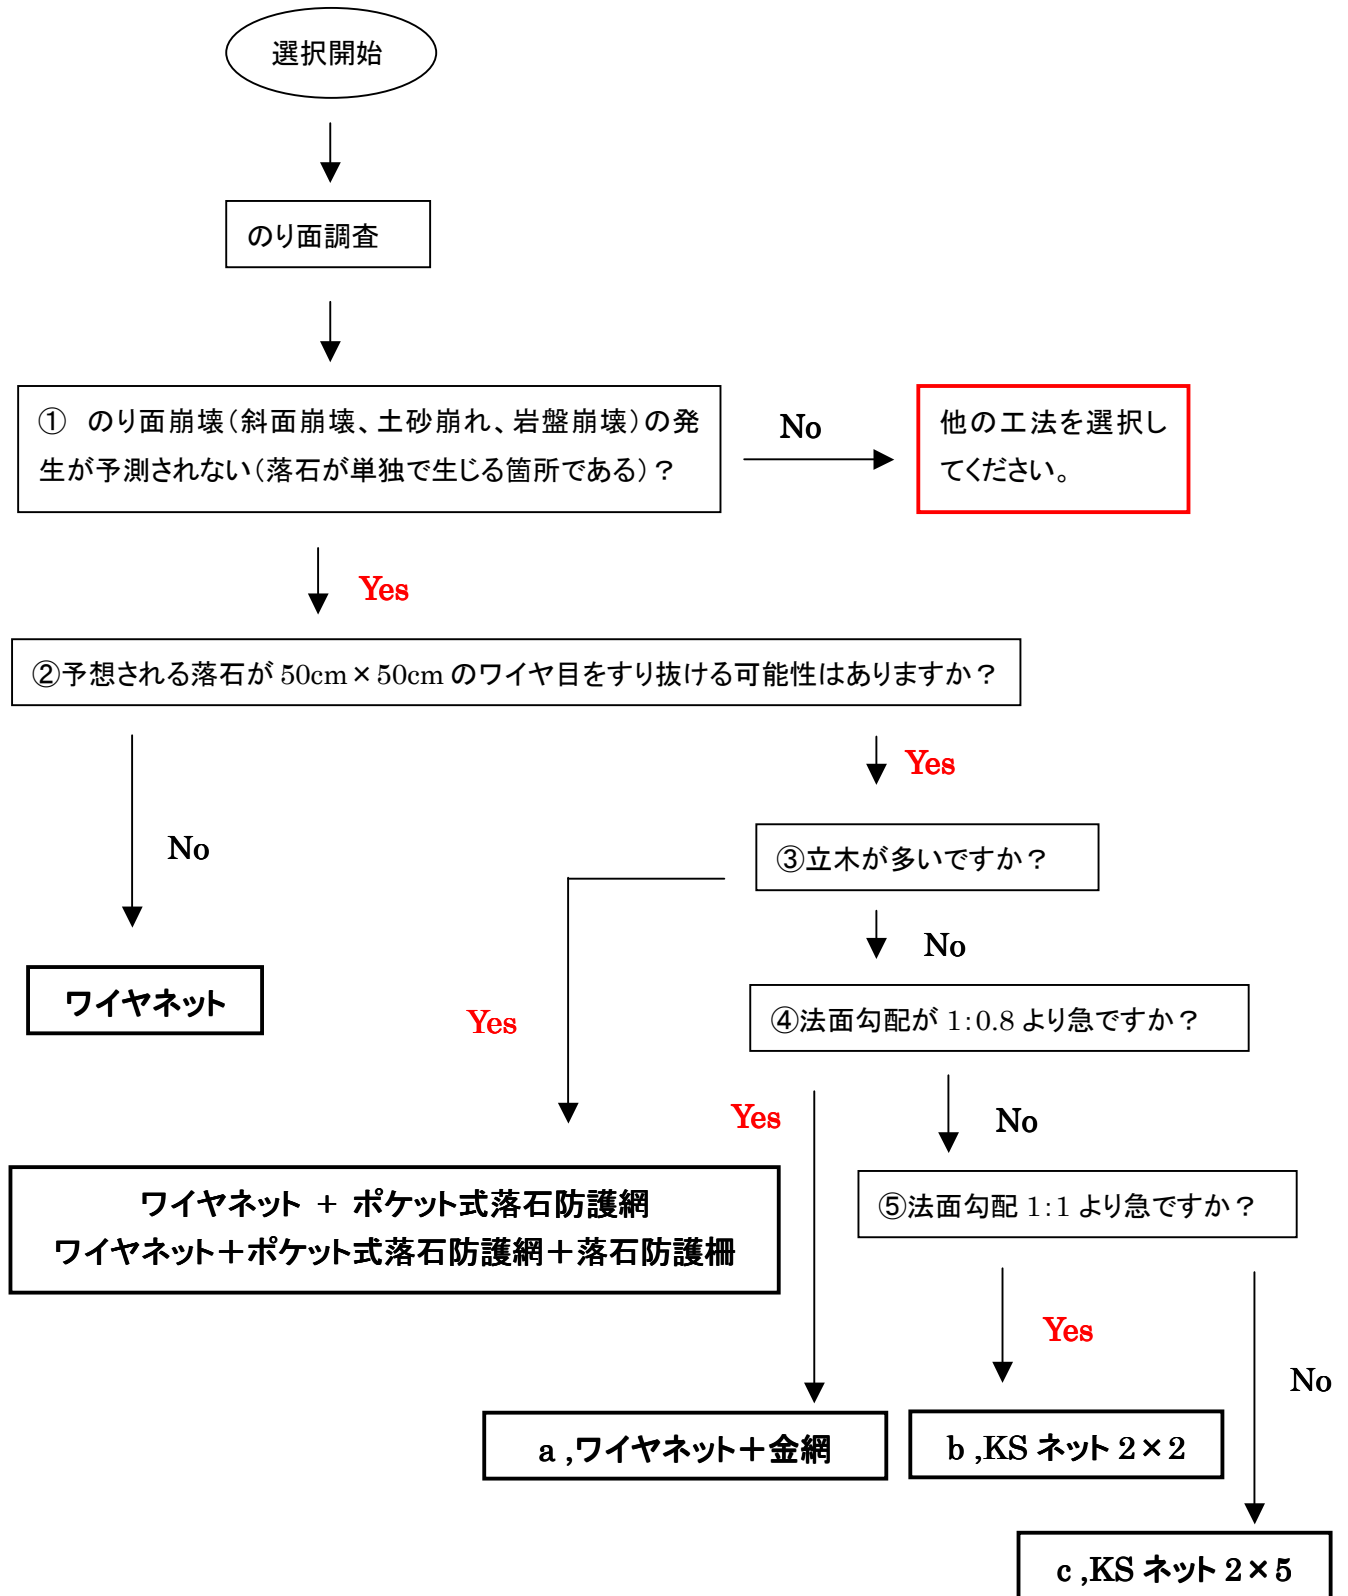 選択開始
のり面調査
① のり面崩壊(斜面崩壊、土砂崩れ、岩盤崩壊)の発
生が予測されない(落石が単独で生じる箇所である)?
No
他の工法を選択し
てください。
Yes
②予想される落石が 50cm×50cm のワイヤ目をすり抜ける可能性はありますか?
Yes
No
③立木が多いですか?
No
ワイヤネット
Yes
④法面勾配が 1:0.8 より急ですか?
Yes
No
ワイヤネット + ポケット式落石防護網
ワイヤネット+ポケット式落石防護網+落石防護柵
⑤法面勾配 1:1 より急ですか?
Yes
No
a ,ワイヤネット+金網
b ,KS ネット 2×2
c ,KS ネット 2×5